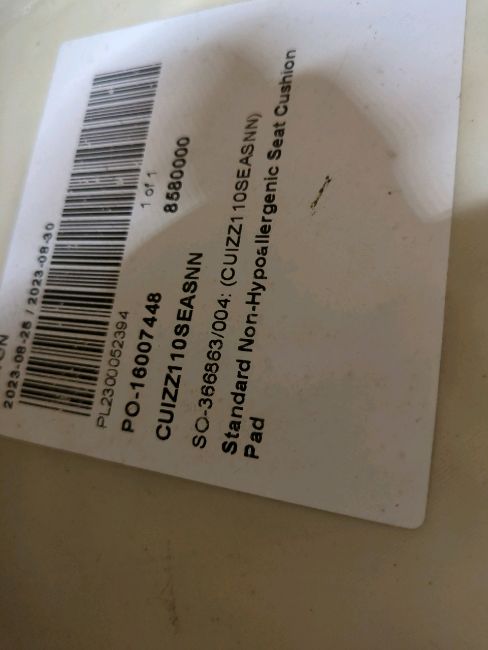 2023-08-25 / 2023-08-30
PL2300052394
1 of 1
PO-16007448
8580000
CUIZZ110SEASNN
SO-366863/004: (CUIZZ110SEASNN)
Standard Non-Hypoallergenic Seat Cushion
Pad